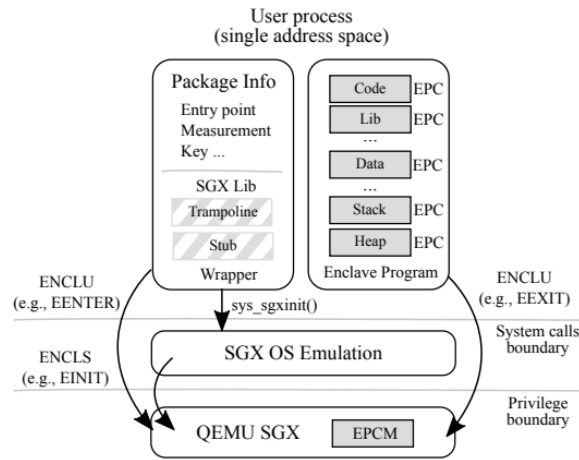 User process
(single address space)
Package Info
Entry point
Measurement
Key ...
SGX Lib
Trampoline
Stub
Wrapper
Code EPC
Lib EPC
...
Data EPC
...
Stack EPC
Heap EPC
Enclave Program
ENCLU
(e.g., EENTER)
sys_sgxinit()
ENCLU
(e.g., EEXIT)
System calls
boundary
SGX OS Emulation
ENCLS
(e.g., EINIT)
Privilege
boundary
QEMU SGX EPCM